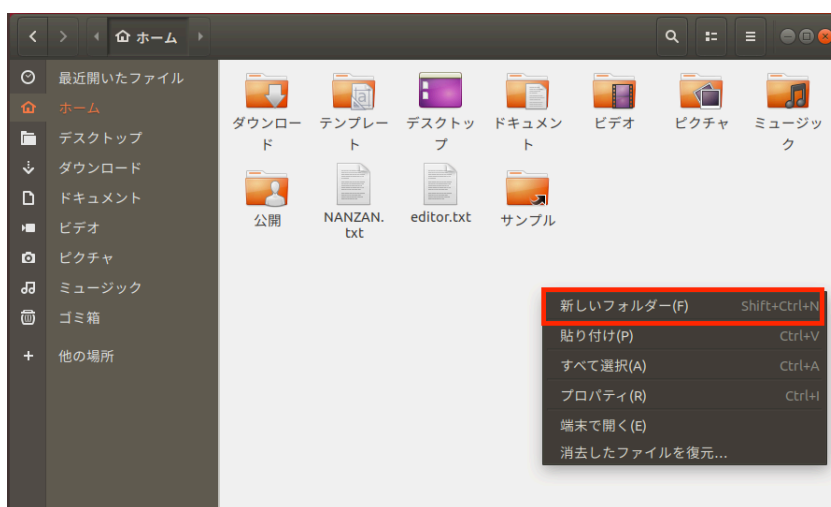 ホーム
最近開いたファイル
ホーム
デスクトップ
ダウンロード
ドキュメント
ビデオ
ピクチャ
ミュージック
ゴミ箱
他の場所
ダウンロー
ド
テンプレー
ト
デスクトッ
プ
ドキュメン
ト
ビデオ
ピクチャ
ミュージッ
ク
公開
NANZAN.
txt
editor.txt
サンプル
新しいフォルダー(F) Shift+Ctrl+N
貼り付け(P) Ctrl+V
すべて選択(A) Ctrl+A
プロパティ(R) Ctrl+I
端末で開く(E)
消去したファイルを復元...